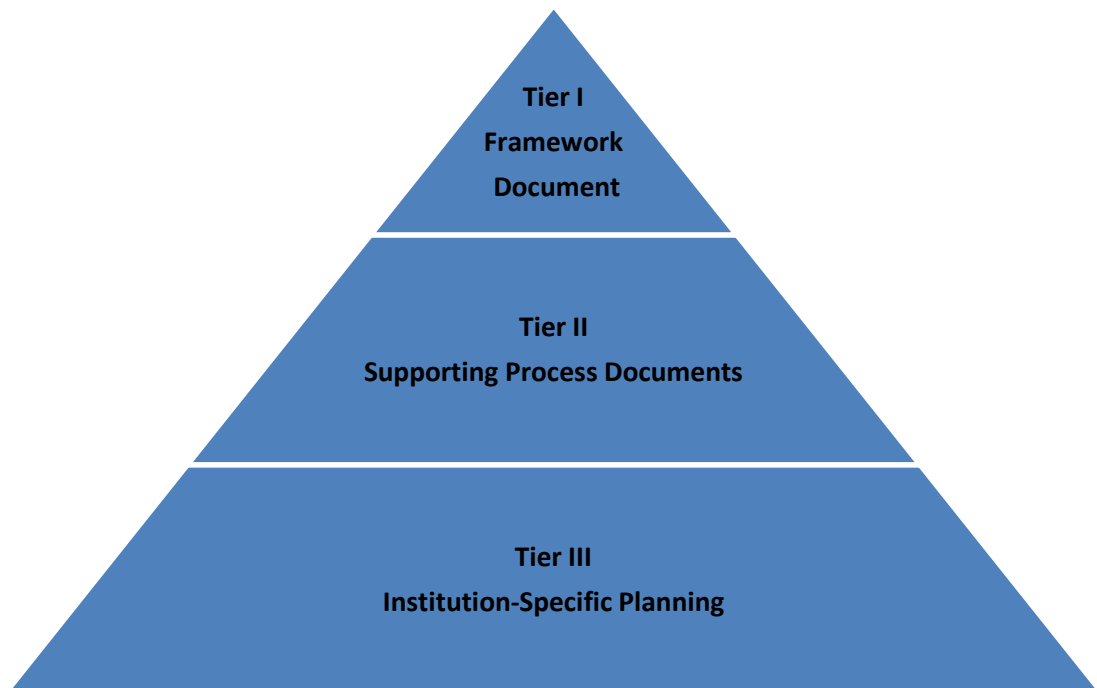 Tier I
Framework
Document
Tier II
Supporting Process Documents
Tier III
Institution-Specific Planning